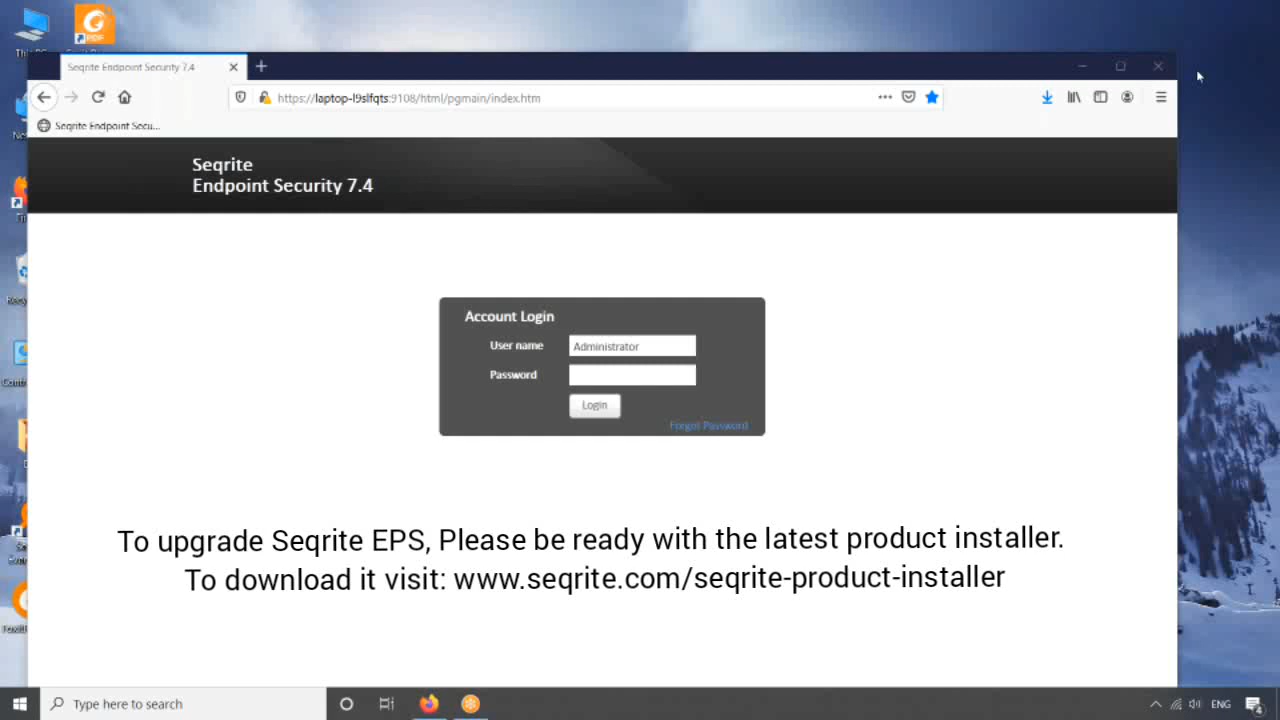 Seqrite Endpoint Security 7.4
https://laptop-l9slfqts:9108/html/pgmain/index.htm
Seqrite Endpoint Secu...
Seqrite
Endpoint Security 7.4
Account Login
User name
Administrator
Password
Login
Forgot Password
To upgrade Seqrite EPS, Please be ready with the latest product installer.
To download it visit: www.seqrite.com/seqrite-product-installer
Type here to search
ENG
4